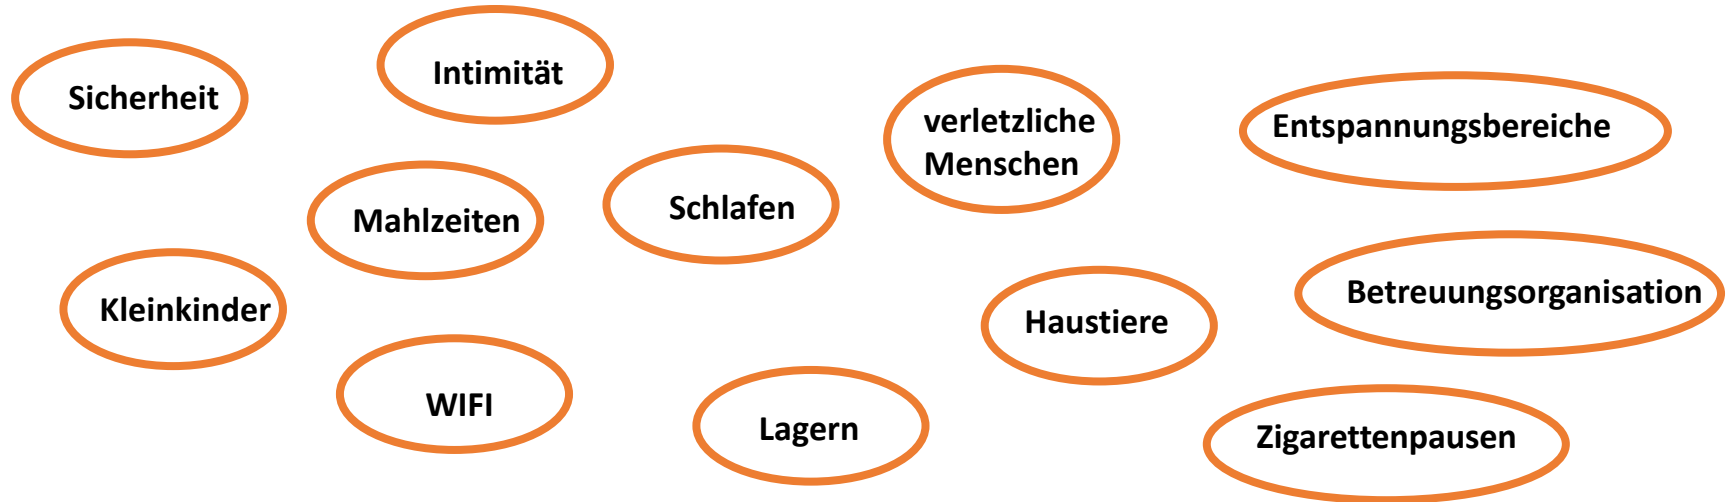 Sicherheit
Intimität
verletzliche
Menschen
Entspannungsbereiche
Mahlzeiten
Schlafen
Kleinkinder
Haustiere
Betreuungsorganisation
WIFI
Lagern
Zigarettenpausen